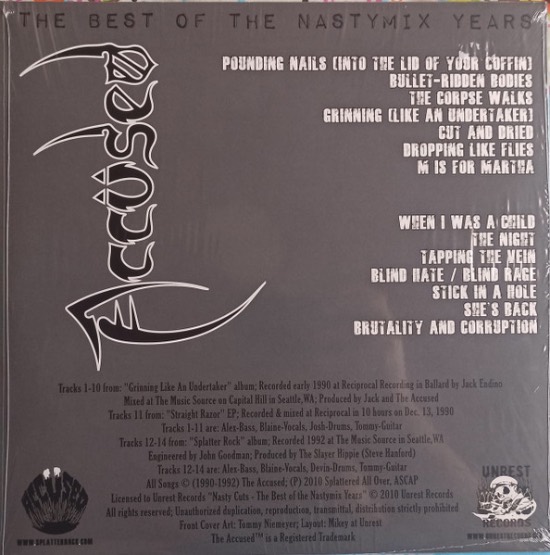 THE BEST OF THE NASTYMIX YEARS
Accüsed
POUNDING NAILS (INTO THE LID OF YOUR COFFIN)
BULLET-RIDDEN BODIES
THE CORPSE WALKS
GRINNING (LIKE AN UNDERTAKER)
CUT AND DRIED
DROPPING LIKE FLIES
M IS FOR MARTHA
WHEN I WAS A CHILD
THE NIGHT
TAPPING THE VEIN
BLIND HATE / BLIND RAGE
STICK IN A HOLE
SHE'S BACK
BRUTALITY AND CORRUPTION
Tracks 1-10 from: "Grinning Like An Undertaker" album; Recorded early 1990 at Reciprocal Recording in Ballard by Jack Endino
Mixed at The Music Source on Capital Hill in Seattle,WA; Produced by Jack and The Accused
Tracks 11 from: "Straight Razor" EP; Recorded & mixed at Reciprocal in 10 hours on Dec. 13, 1990
Tracks 1-11 are: Alex-Bass, Blaine-Vocals, Josh-Drums, Tommy-Guitar
Tracks 12-14 from: "Splatter Rock" album; Recorded 1992 at The Music Source in Seattle,WA
Engineered by John Goodman; Produced by The Slayer Hippie (Steve Hanford)
Tracks 12-14 are: Alex-Bass, Blaine-Vocals, Devin-Drums, Tommy-Guitar
All Songs © (1990-1992) The Accused; (P) 2010 Splattered All Over, ASCAP
Licensed to Unrest Records "Nasty Cuts - The Best of the Nastymix Years" © 2010 Unrest Records
All rights reserved; Unauthorized duplication, reproduction, transmittal, distribution strictly prohibited
Front Cover Art: Tommy Niemeyer; Layout: Mikey at Unrest
The Accused™ is a Registered Trademark
WWW.SPLATTERROCK.COM
UNREST
RECORDS